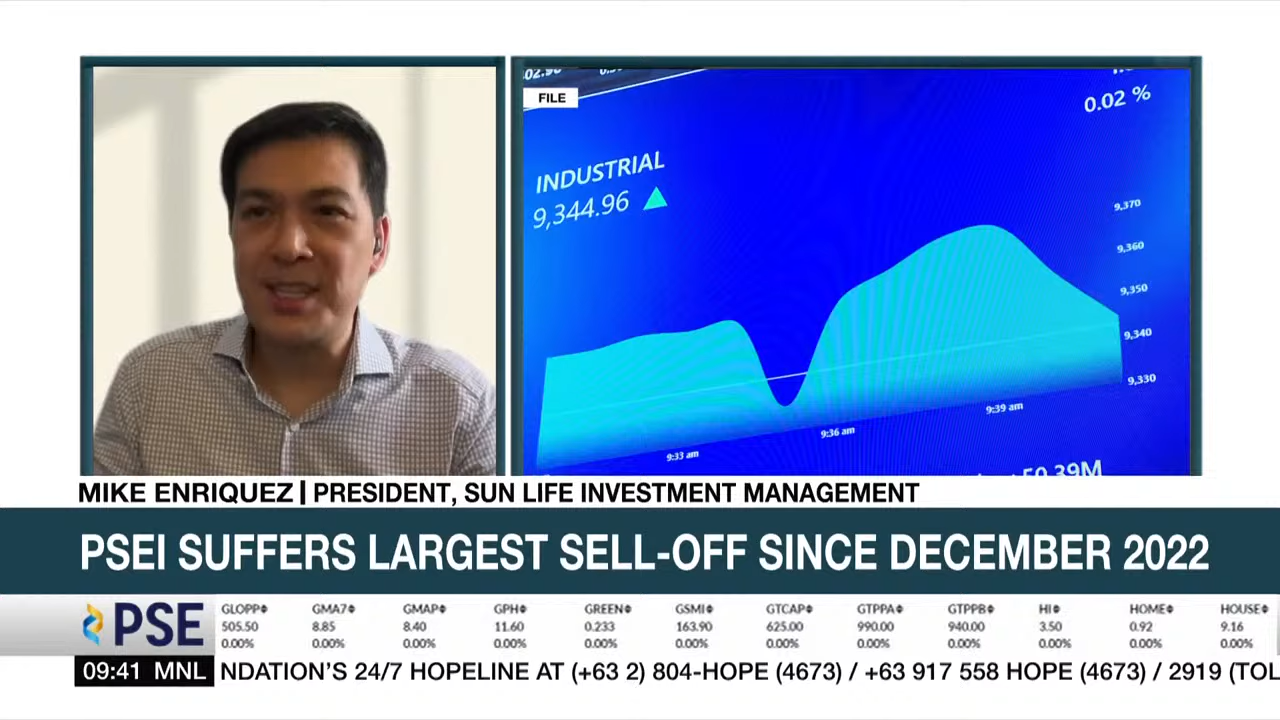 FILE
0.02 %
INDUSTRIAL
9,344.96
9,370
9,360
9,350
9,340
9,330
9:39 am
9:36 am
9:33 am
50.39M
MIKE ENRIQUEZ | PRESIDENT, SUN LIFE INVESTMENT MANAGEMENT
PSEI SUFFERS LARGEST SELL-OFF SINCE DECEMBER 2022
PSE
GLOPP GMA7 GMAP GPH GREEN GSMI GTCAP GTPPA GTPPB HI HOME HOUSE
505.50 8.85 8.40 11.60 0.233 163.90 625.00 990.00 940.00 3.50 0.92 9.16
0.00% 0.00% 0.00% 0.00% 0.00% 0.00% 0.00% 0.00% 0.00% 0.00% 0.00% 0.00%
09:41 MNL
NDATION'S 24/7 HOPELINE AT (+63 2) 804-HOPE (4673) / +63 917 558 HOPE (4673) / 2919 (TOL